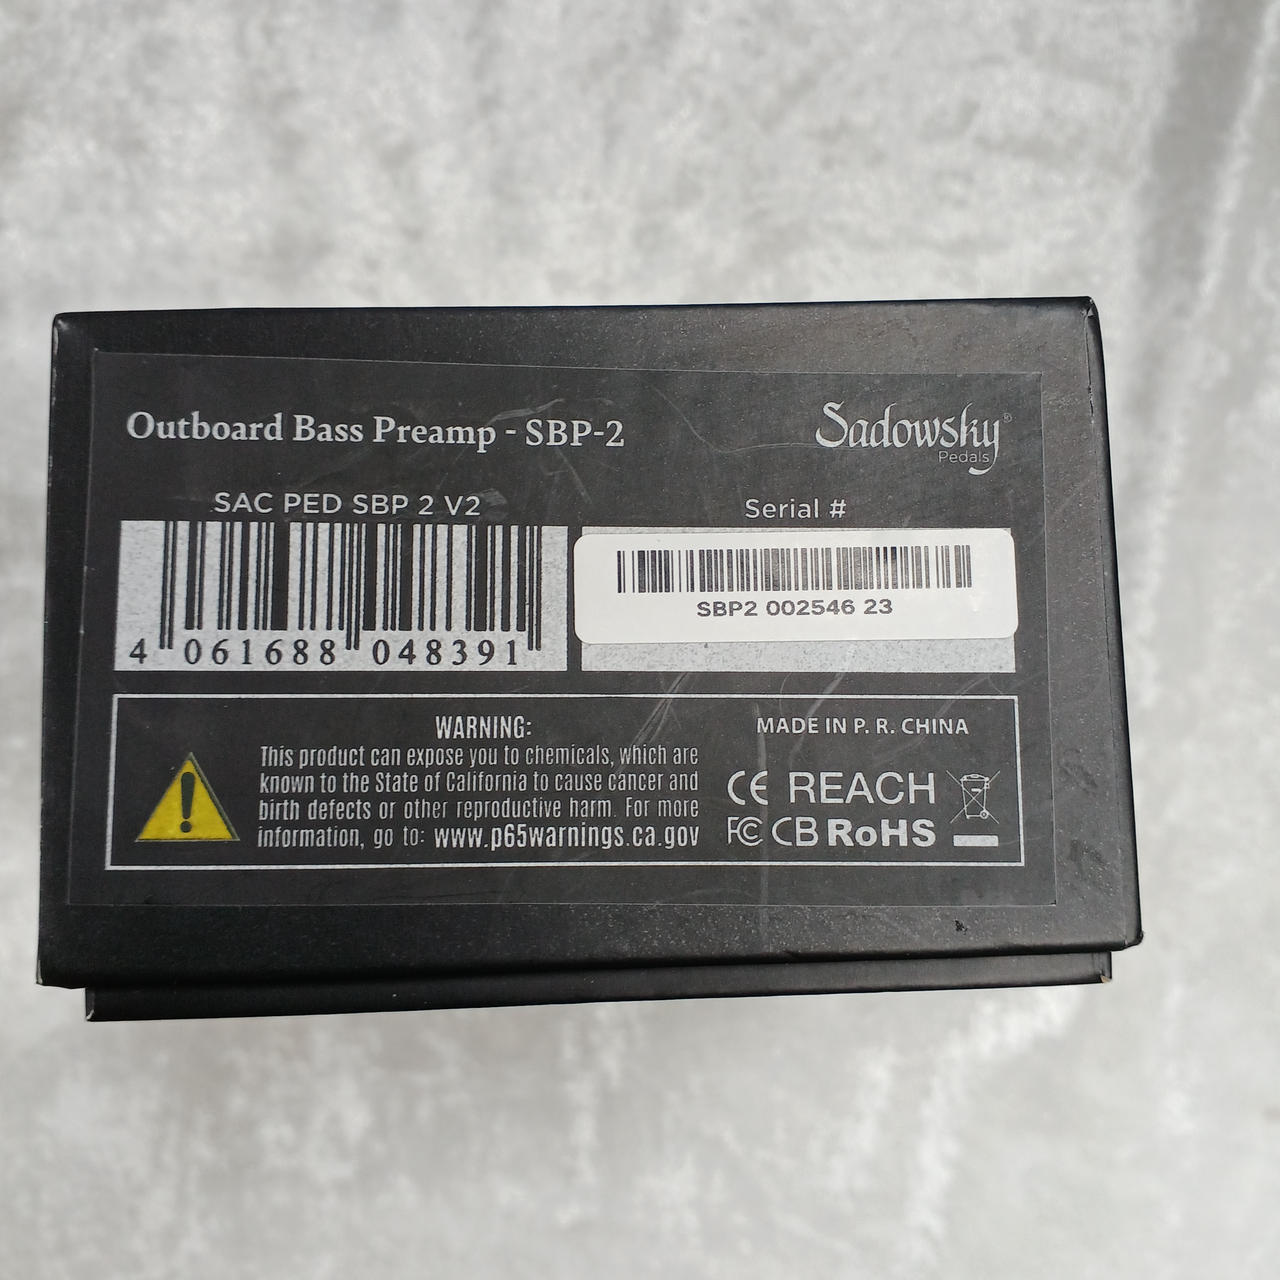 Outboard Bass Preamp - SBP-2
Sadowsky®
Pedals
SAC PED SBP 2 V2
Serial #
4 061688 048391
SBP2 002546 23
WARNING:
This product can expose you to chemicals, which are
known to the State of California to cause cancer and
birth defects or other reproductive harm. For more
information, go to: www.p65warnings.ca.gov
MADE IN P. R. CHINA
CE REACH
FC CB RoHS